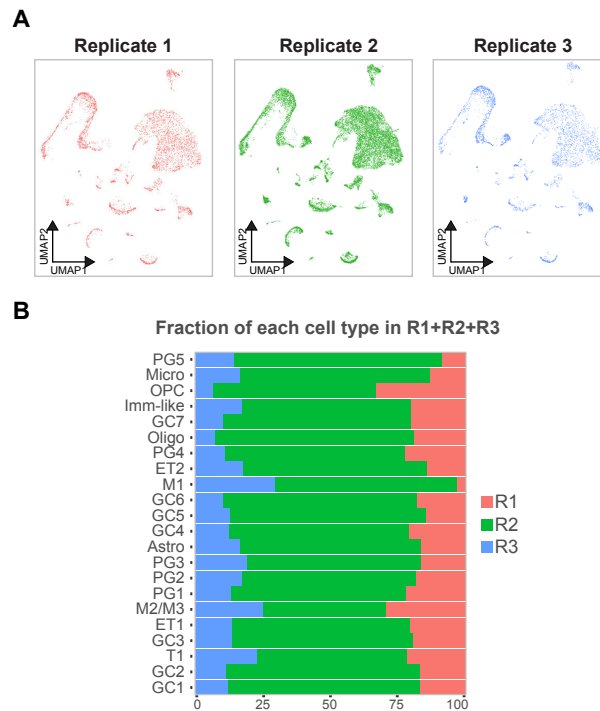 A
Replicate 1
Replicate 2
Replicate 3
UMAP2
UMAP1
UMAP2
UMAP1
UMAP2
UMAP1
B
Fraction of each cell type in R1+R2+R3
PG5
Micro
OPC
Imm-like
GC7
Oligo
PG4
ET2
M1
GC6
GC5
GC4
Astro
PG3
PG2
PG1
M2/M3
ET1
GC3
T1
GC2
GC1
R1
R2
R3
0 25 50 75 100